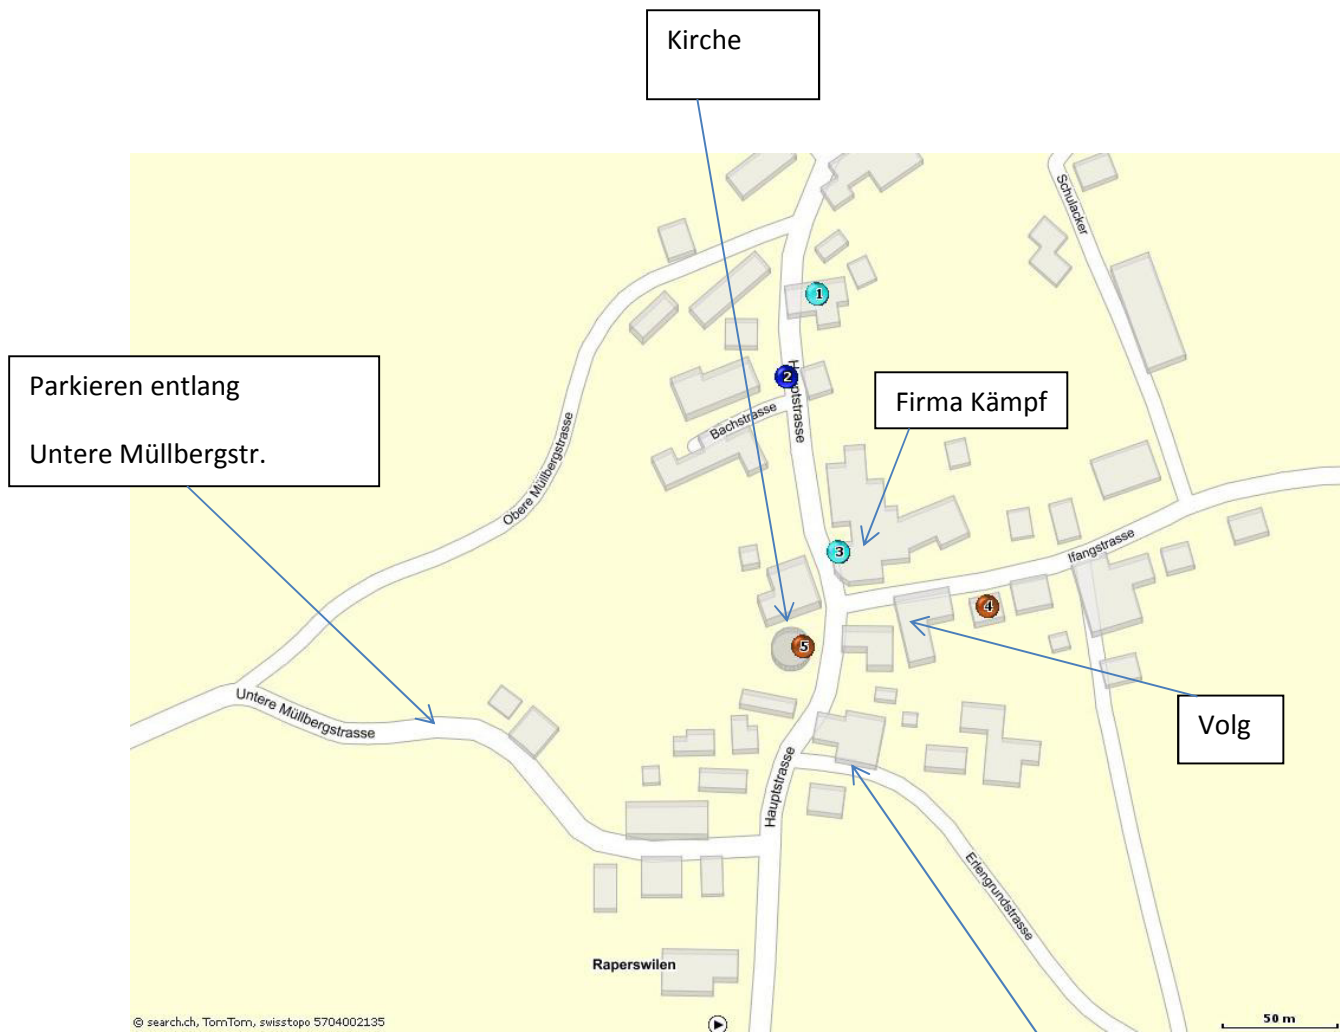 Kirche
Schulacker
1
Parkieren entlang
Untere Müllbergstr.
2
Hauptstrasse
Firma Kämpf
Bachstrasse
Obere Müllbergstrasse
3
Ifangstrasse
4
5
Untere Müllbergstrasse
Volg
Hauptstrasse
Erlengrundstrasse
Raperswilen
© search.ch, TomTom, swisstopo 5704002135
50 m